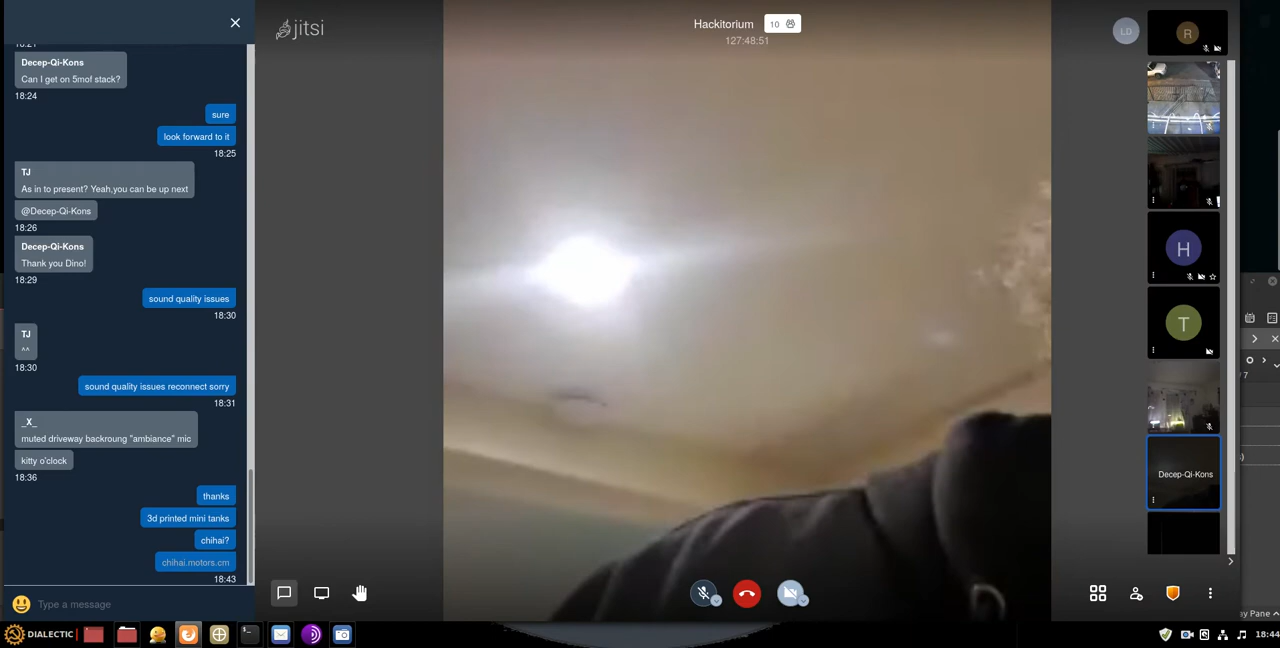 Decep-Qi-Kons
Can I get on 5mof stack?
18:24
sure
look forward to it
18:25
TJ
As in to present? Yeah,you can be up next
@Decep-Qi-Kons
18:26
Decep-Qi-Kons
Thank you Dino!
18:29
sound quality issues
18:30
TJ
^^
18:30
sound quality issues reconnect sorry
18:31
_X_
muted driveway backroung "ambiance" mic
kitty o'clock
18:36
thanks
3d printed mini tanks
chihai?
chihai.motors.cm
18:43
Type a message
jitsi
Hackitorium 10
127:48:51
LD
R
H
T
Decep-Qi-Kons
/7
ay Pane
DIALECTIC
18:44